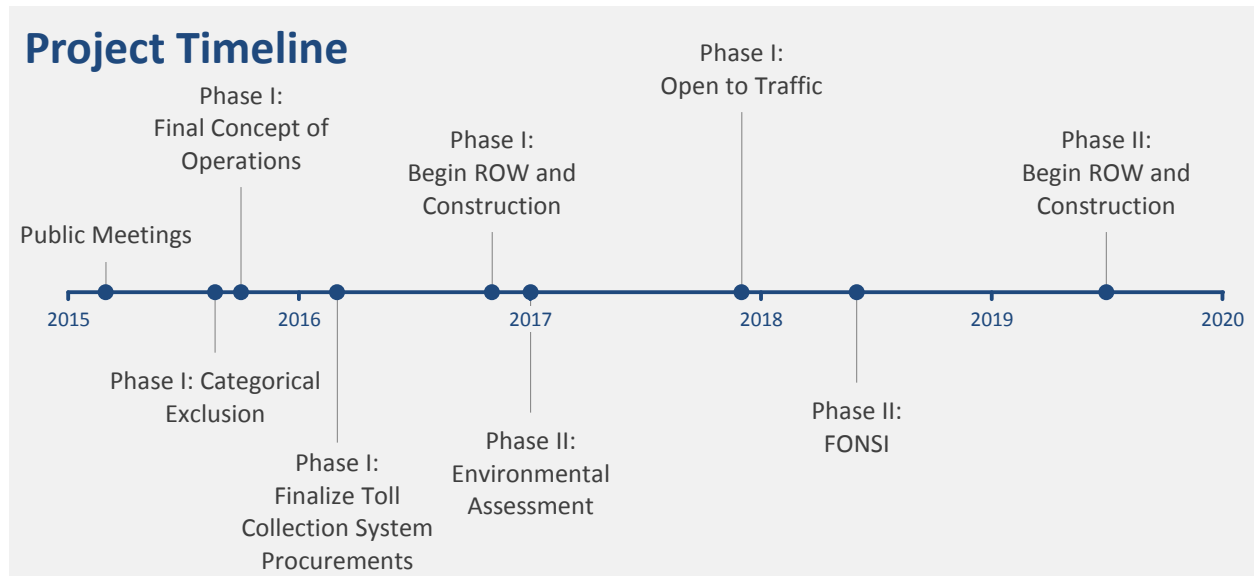 Project Timeline
Phase I:
Final Concept of
Operations
Phase I:
Open to Traffic
Phase I:
Begin ROW and
Construction
Phase II:
Begin ROW and
Construction
Public Meetings
2015
2016
2017
2018
2019
2020
Phase I: Categorical
Exclusion
Phase I:
Finalize Toll
Collection System
Procurements
Phase II:
Environmental
Assessment
Phase II:
FONSI